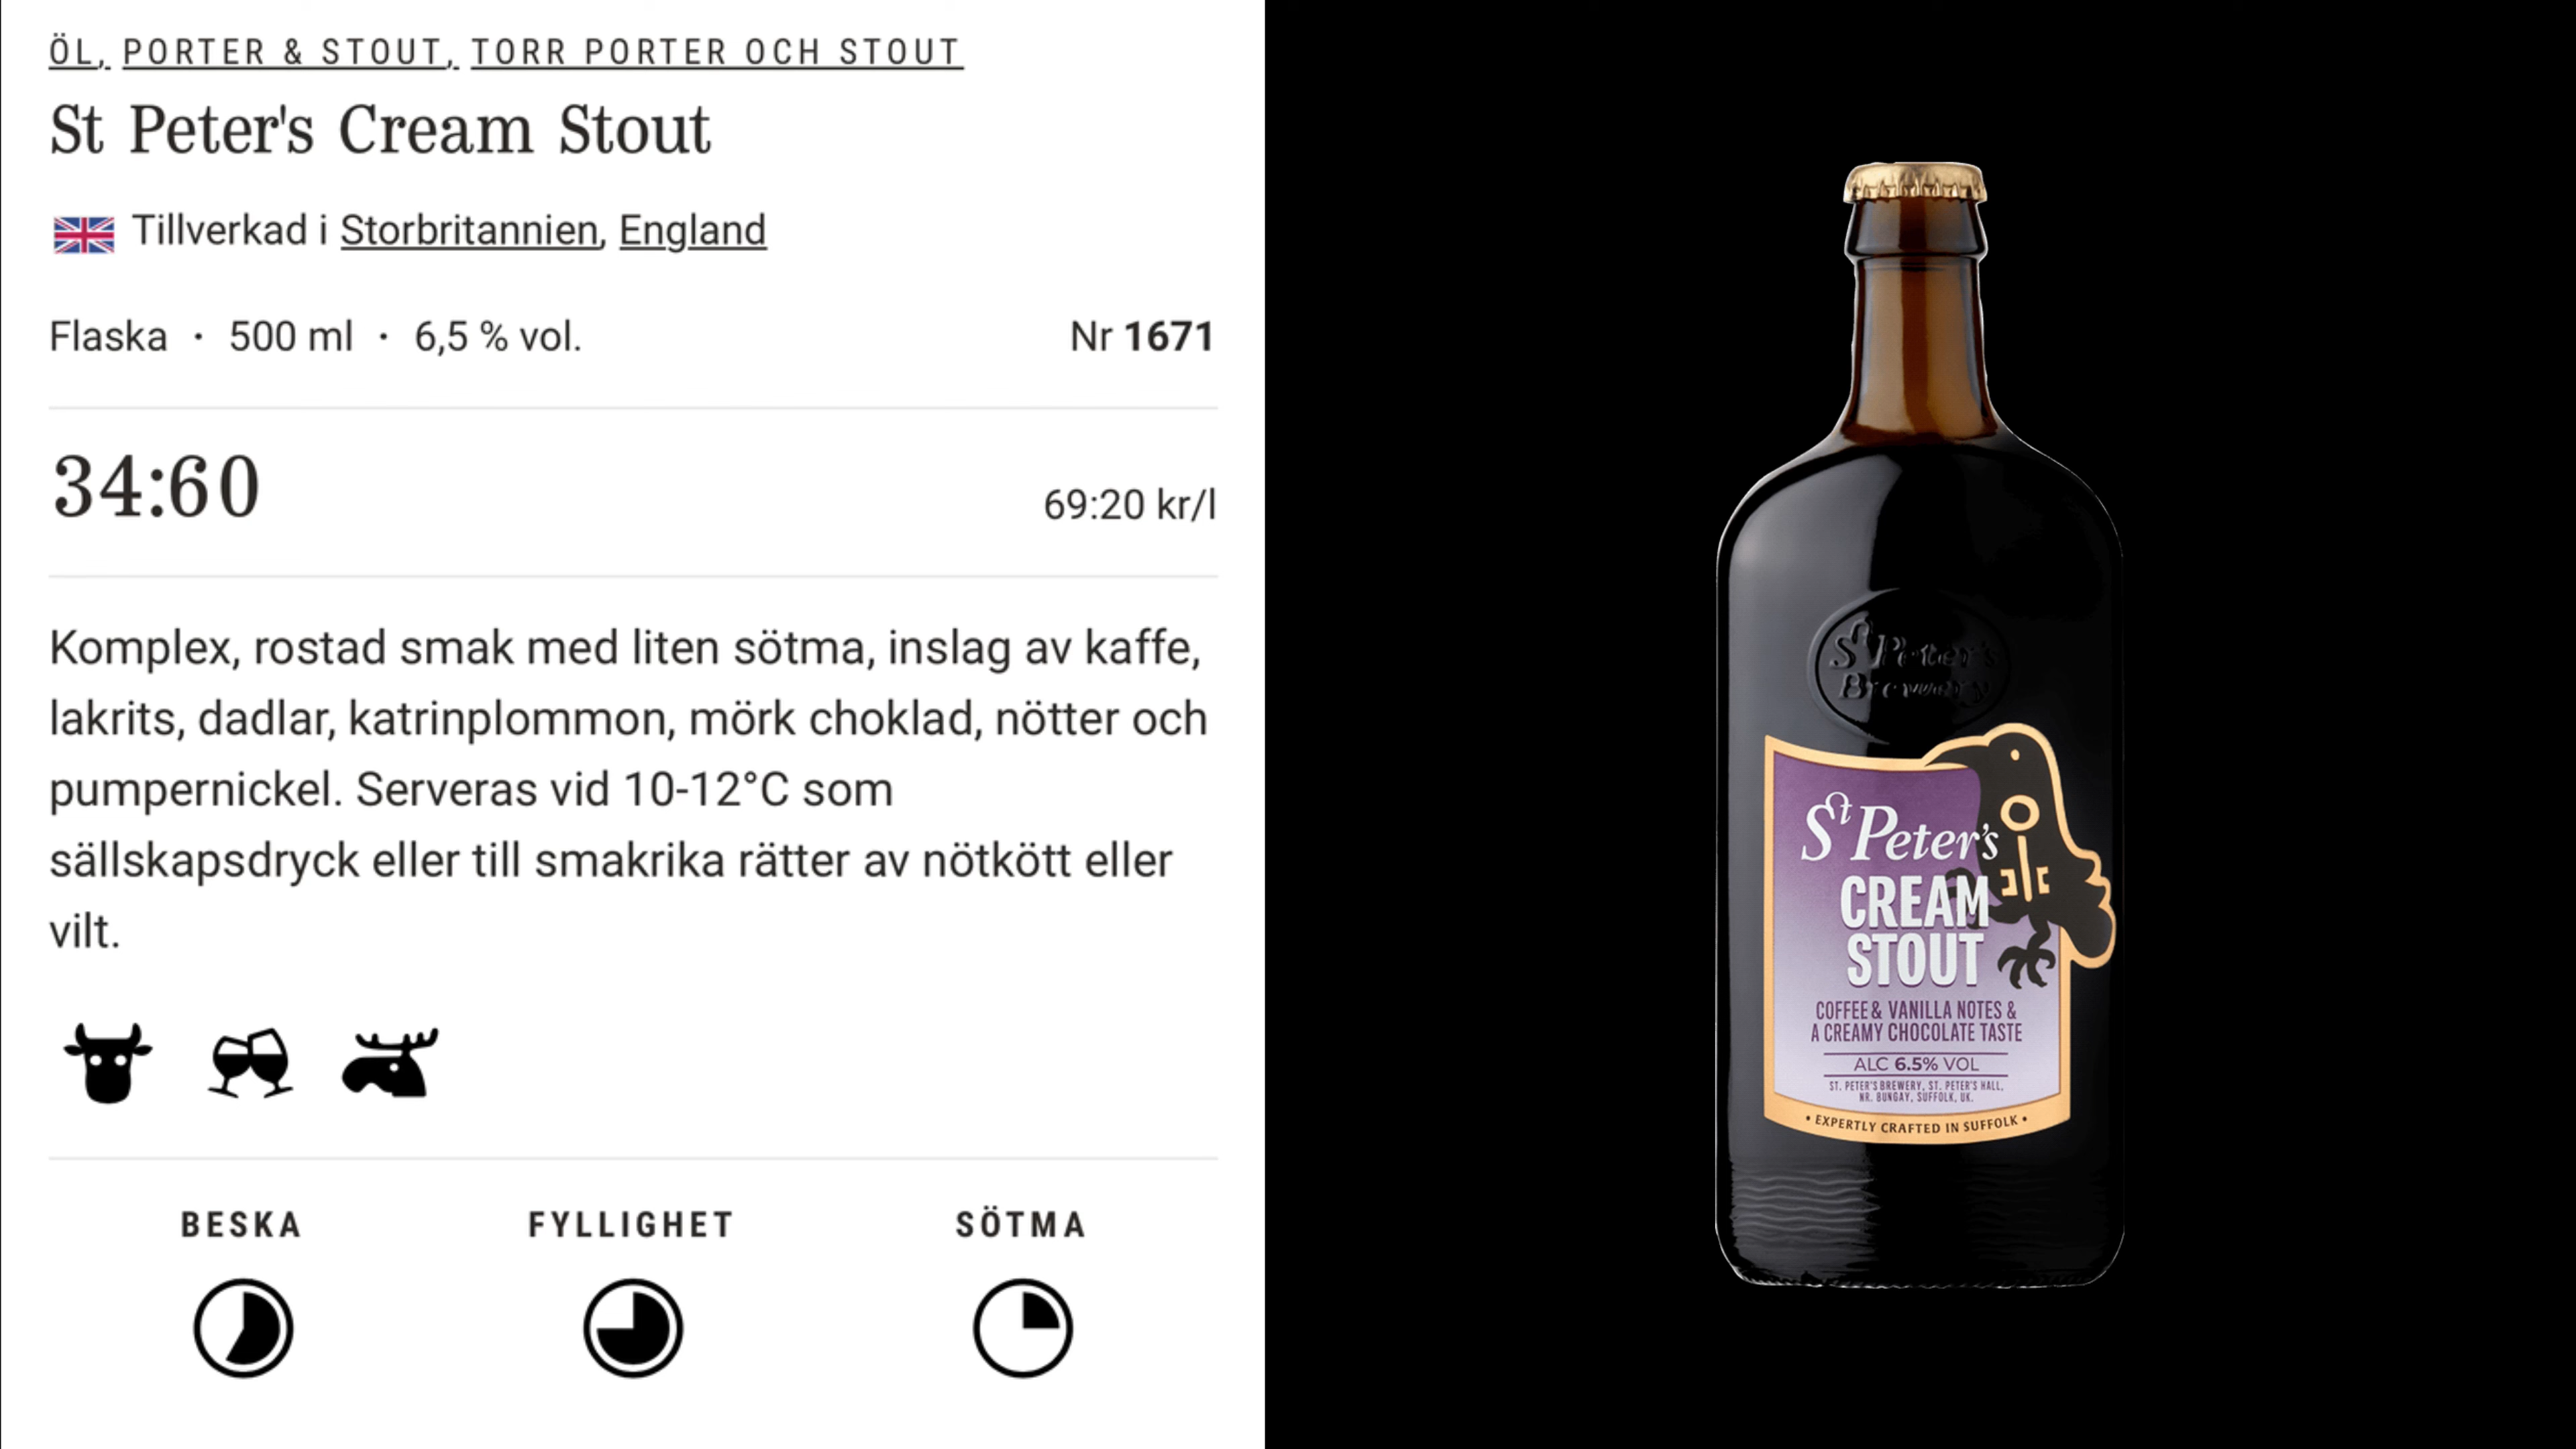 ÖL, PORTER & STOUT, TORR PORTER OCH STOUT
St Peter's Cream Stout
Tillverkad i Storbritannien, England
Flaska · 500 ml · 6,5 % vol.
Nr 1671
34:60
69:20 kr/l
Komplex, rostad smak med liten sötma, inslag av kaffe,
lakrits, dadlar, katrinplommon, mörk choklad, nötter och
pumpernickel. Serveras vid 10-12°C som
sällskapsdryck eller till smakrika rätter av nötkött eller
vilt.
BESKA FYLLIGHET SÖTMA
St Peter's
Brewery
St Peter's
CREAM
STOUT
COFFEE & VANILLA NOTES &
A CREAMY CHOCOLATE TASTE
ALC 6.5% VOL
ST. PETER'S BREWERY, ST. PETER'S HALL,
NR. BUNGAY, SUFFOLK, UK.
• EXPERTLY CRAFTED IN SUFFOLK •